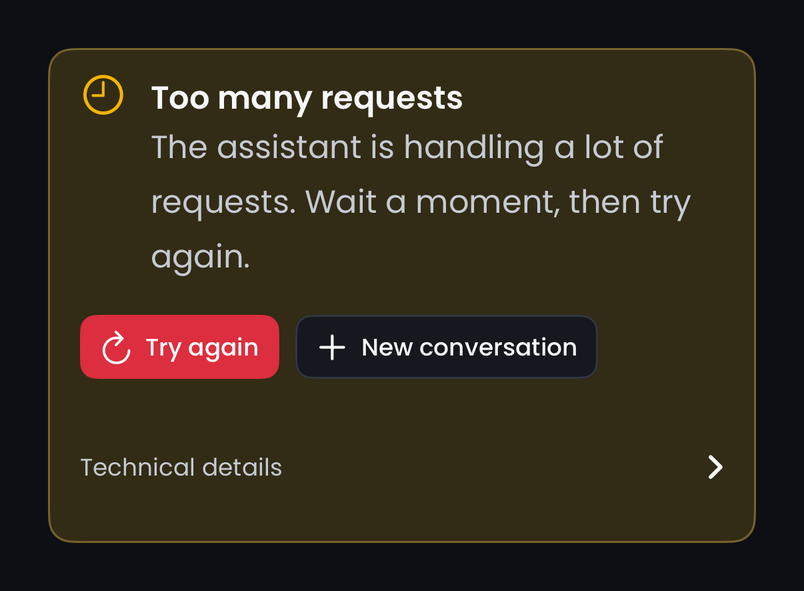 Too many requests
The assistant is handling a lot of
requests. Wait a moment, then try
again.
Try again
New conversation
Technical details